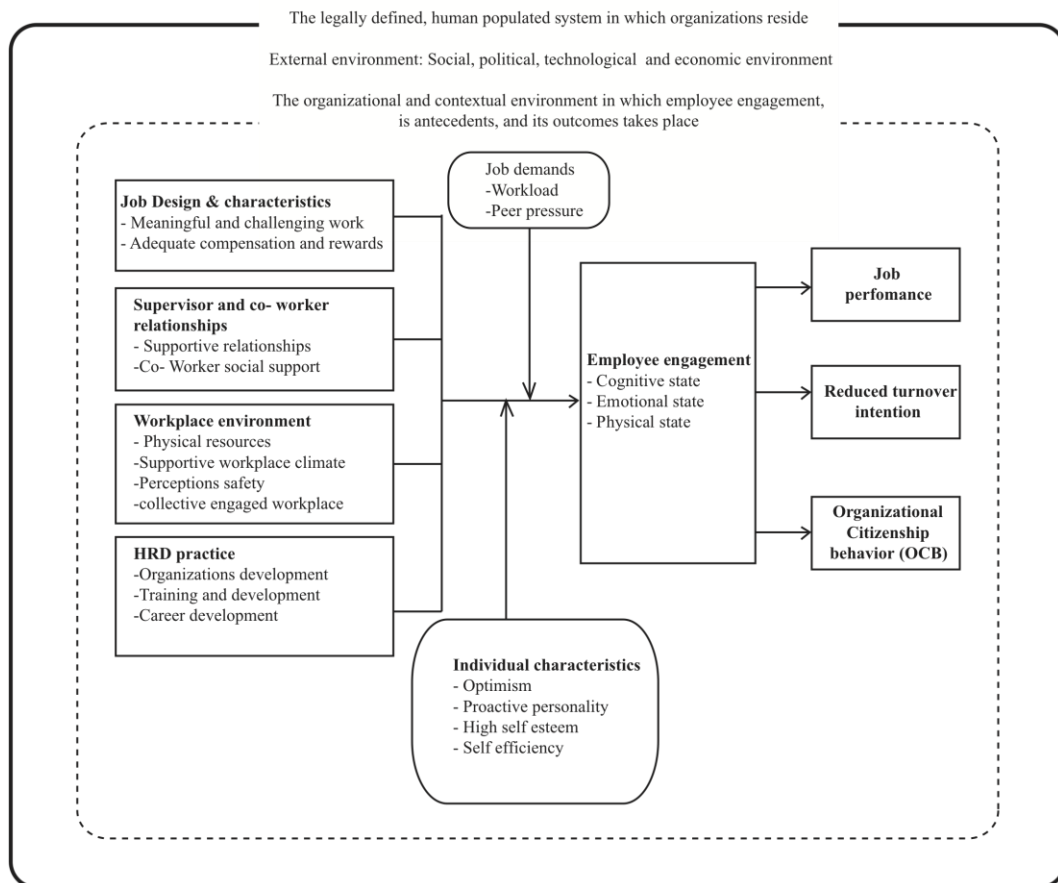 The legally defined, human populated system in which organizations reside
External environment: Social, political, technological and economic environment
The organizational and contextual environment in which employee engagement,
is antecedents, and its outcomes takes place
Job demands
-Workload
-Peer pressure
Job Design & characteristics
- Meaningful and challenging work
- Adequate compensation and rewards
Supervisor and co- worker
relationships
- Supportive relationships
-Co- Worker social support
Workplace environment
- Physical resources
-Supportive workplace climate
-Perceptions safety
-collective engaged workplace
HRD practice
-Organizations development
-Training and development
-Career development
Individual characteristics
- Optimism
- Proactive personality
- High self esteem
- Self efficiency
Employee engagement
- Cognitive state
- Emotional state
- Physical state
Job
perfomance
Reduced turnover
intention
Organizational
Citizenship
behavior (OCB)